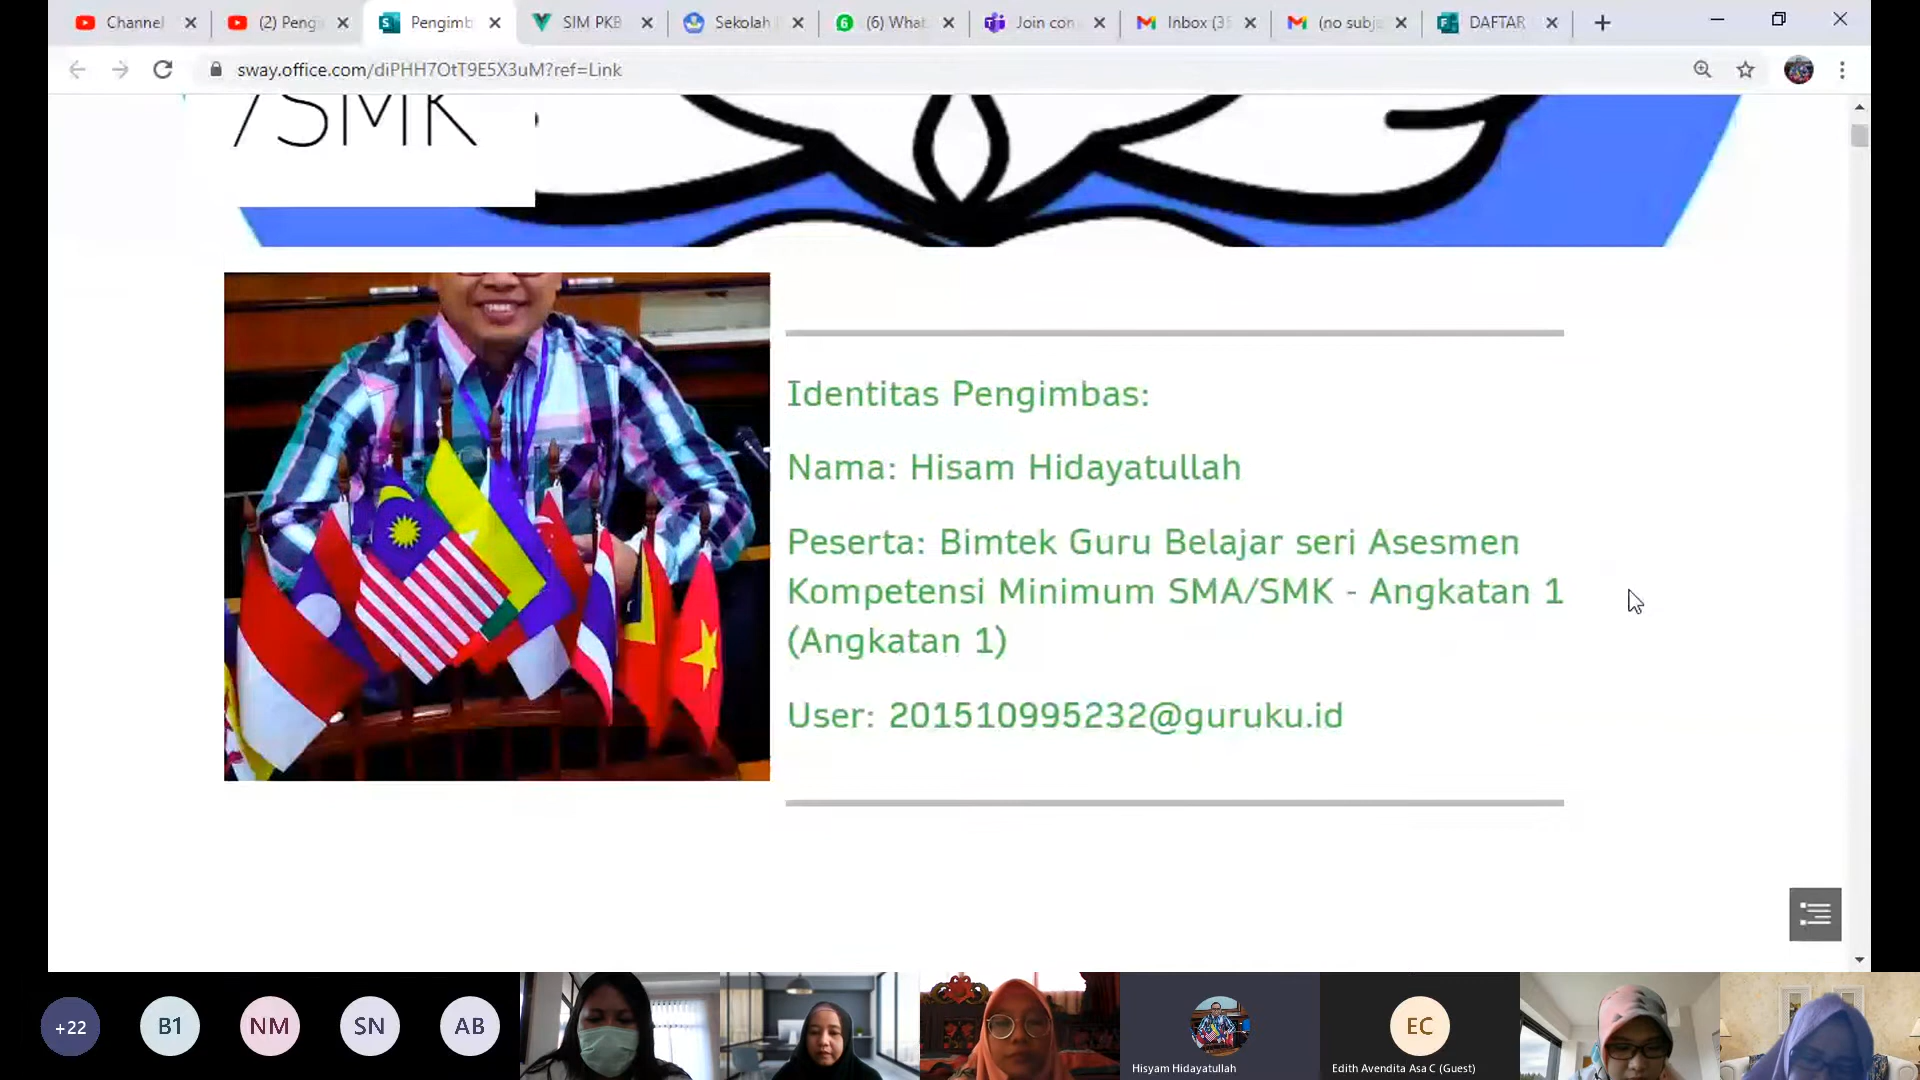 Channel
(2) Peng
Pengimb
SIM PKB
Sekolah
(6) What
Join con
Inbox (35
(no subje
DAFTAR
sway.office.com/diPHH7OtT9E5X3uM?ref=Link
/SMK
Identitas Pengimbas:
Nama: Hisam Hidayatullah
Peserta: Bimtek Guru Belajar seri Asesmen
Kompetensi Minimum SMA/SMK - Angkatan 1
(Angkatan 1)
User: 201510995232@guruku.id
+22
B1
NM
SN
AB
EC
Hisyam Hidayatullah
Edith Avendita Asa C (Guest)